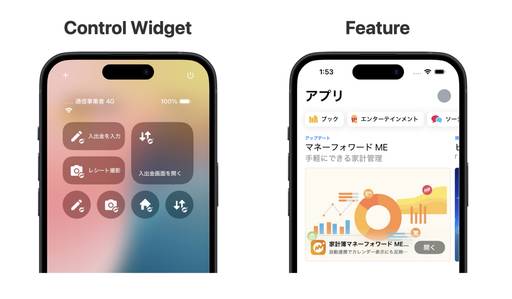 Control Widget
Feature
通信事業者 4G
100%
入出金を入力
レシート撮影
入出金画面を開く
1:53
アプリ
ブック
エンターテインメント
ソー
アップデート
マネーフォワード ME
手軽にできる家計管理
家計簿マネーフォワード ME...
自動連携でカレンダー表示にも反映...
開く